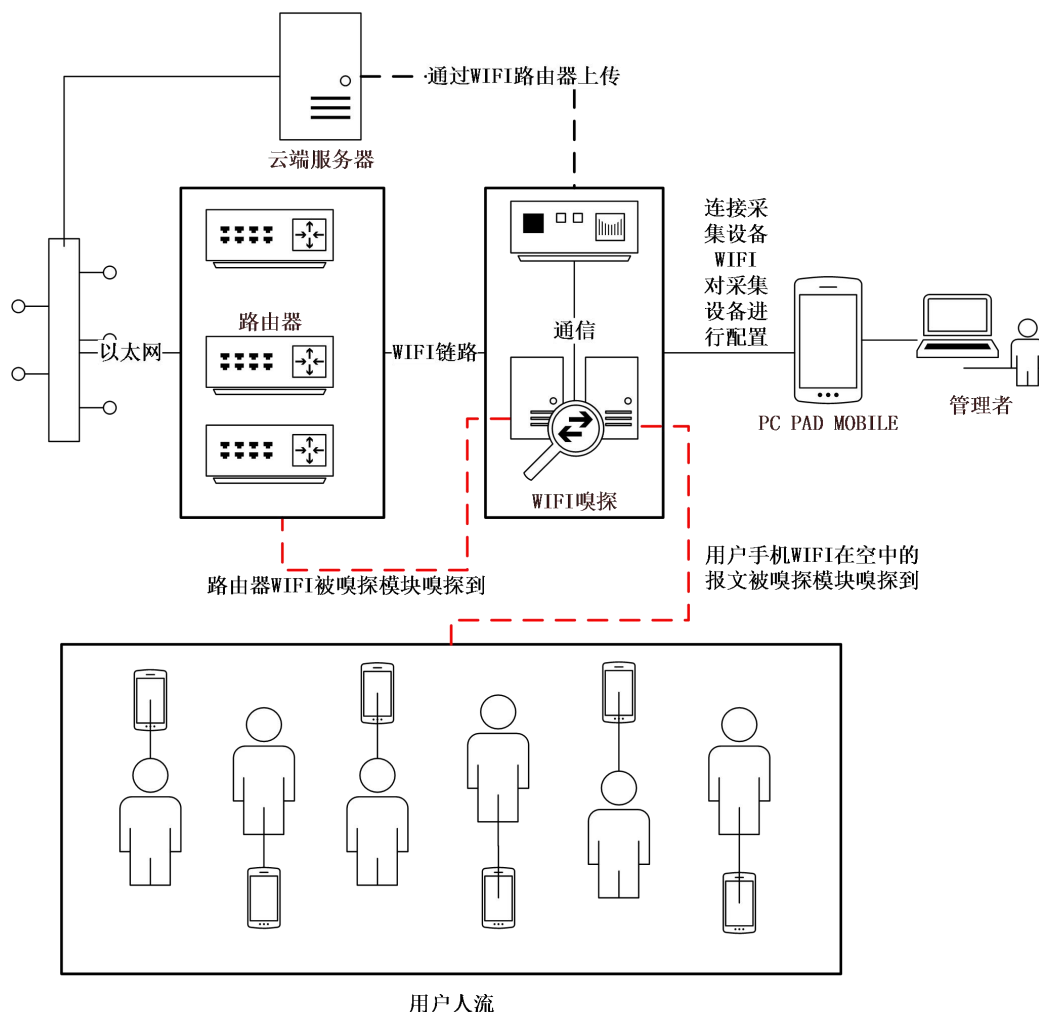 通过WIFI路由器上传
云端服务器
连接采
集设备
WIFI
对采集
设备进
行配置
路由器
通信
以太网
WIFI链路
管理者
PC PAD MOBILE
WIFI嗅探
用户手机WIFI在空中的
报文被嗅探模块嗅探到
路由器WIFI被嗅探模块嗅探到
用户人流